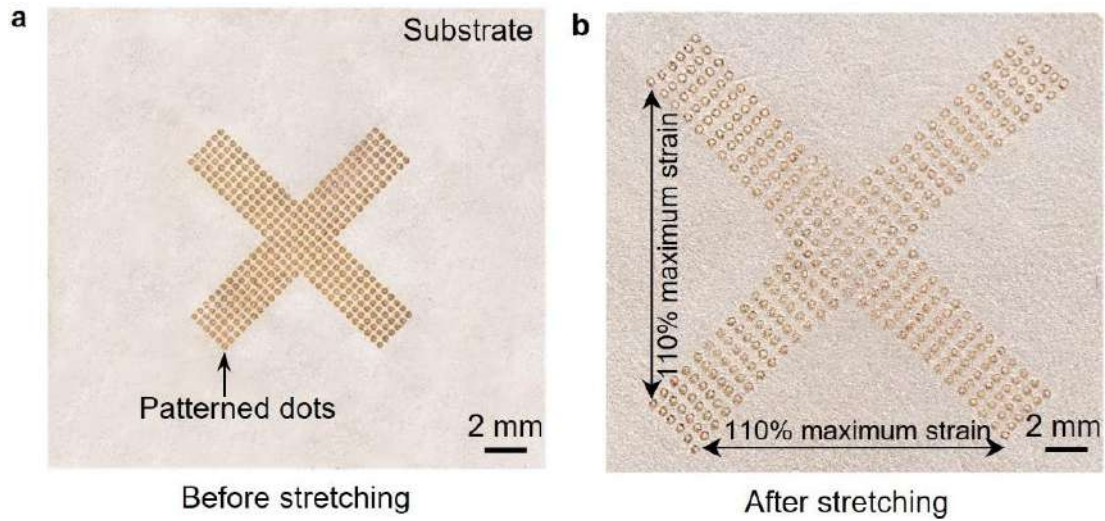 a
Substrate
Patterned dots
2 mm
Before stretching
b
110% maximum strain
110% maximum strain
2 mm
After stretching